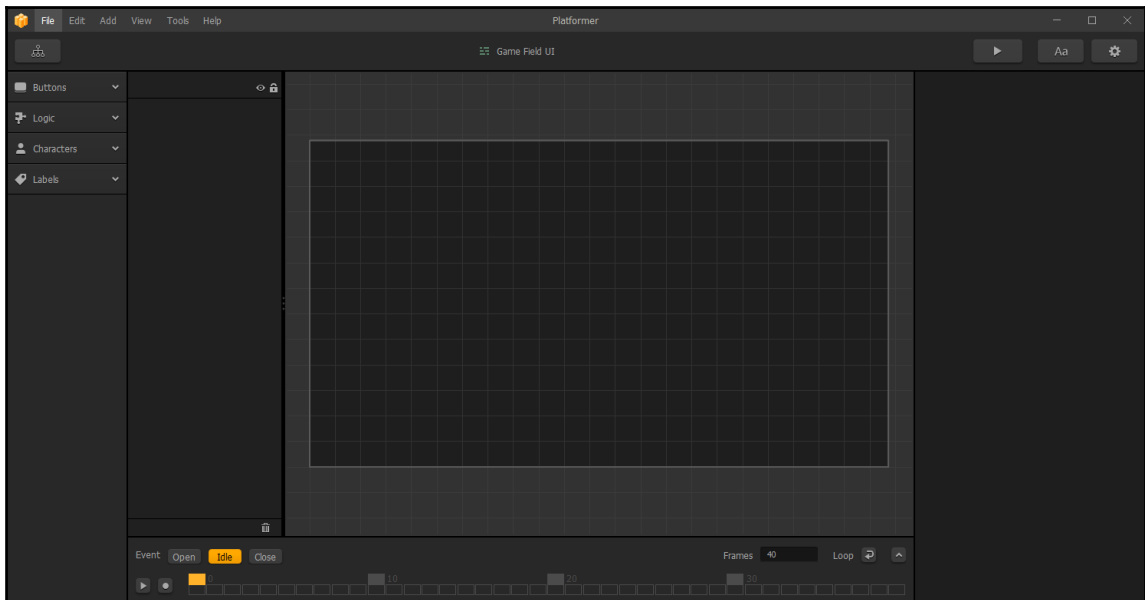 File Edit Add View Tools Help Platformer
Game Field UI Aa
Buttons
Logic
Characters
Labels
Event Open Idle Close Frames 40 Loop
0 10 20 30